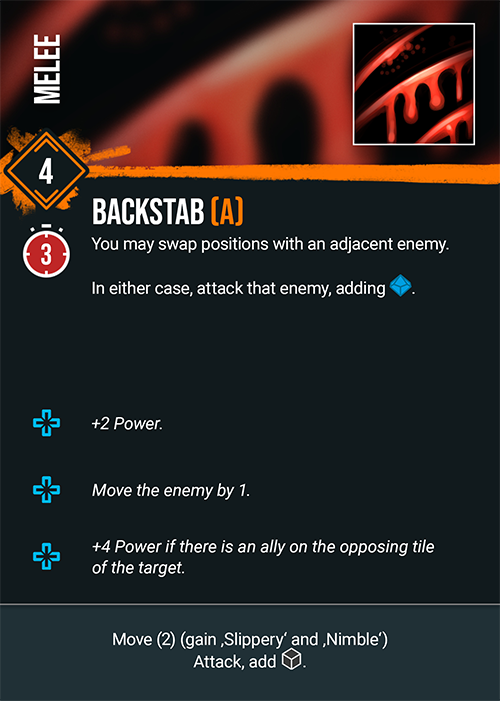 MELEE
4
BACKSTAB (A)
3
You may swap positions with an adjacent enemy.
In either case, attack that enemy, adding .
+2 Power.
Move the enemy by 1.
+4 Power if there is an ally on the opposing tile
of the target.
Move (2) (gain ‚Slippery‘ and ‚Nimble‘)
Attack, add .